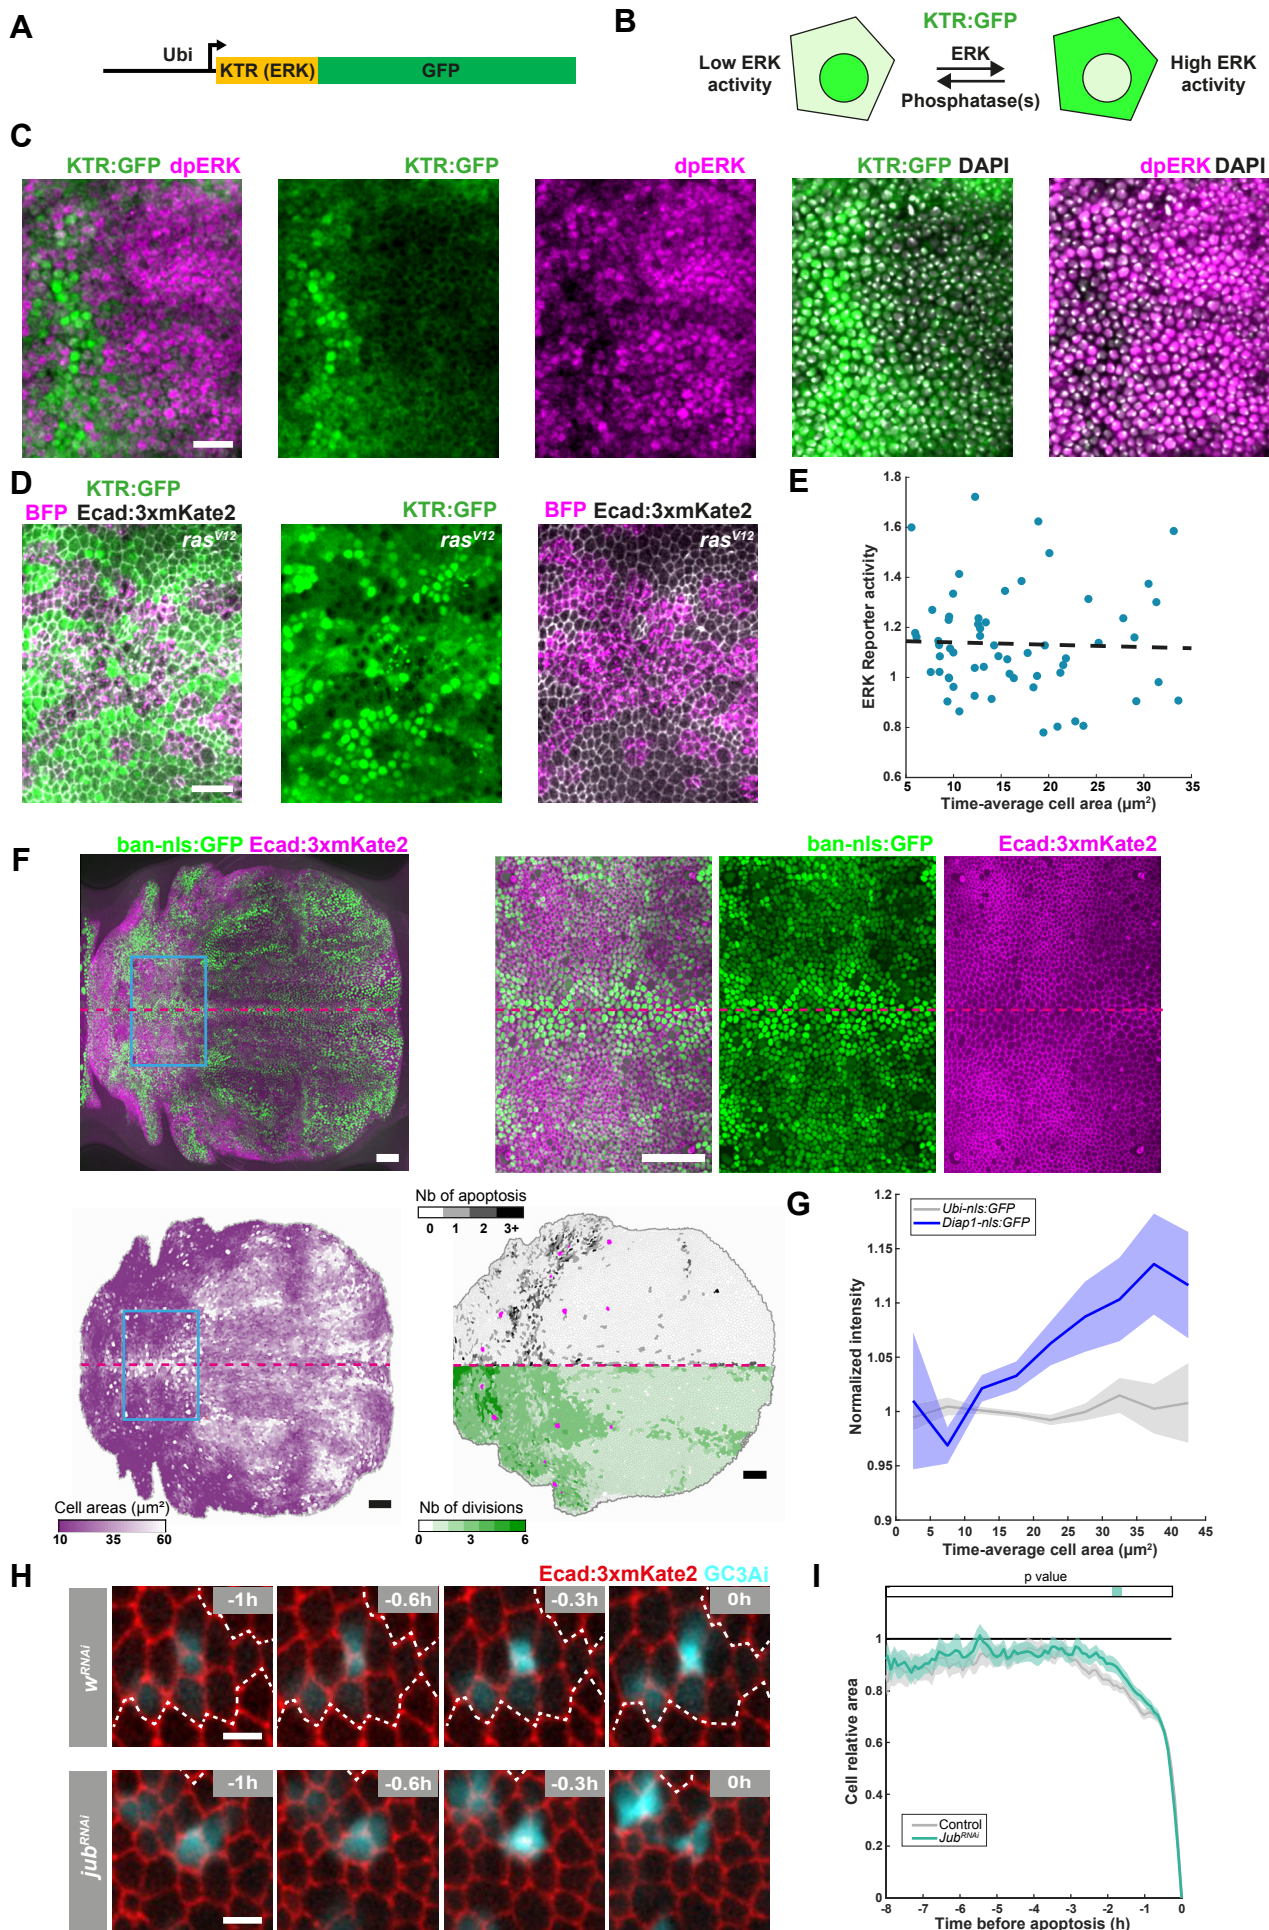 A
Ubi
KTR (ERK)
GFP
B
KTR:GFP
Low ERK
activity
ERK
Phosphatase(s)
High ERK
activity
C
KTR:GFP dpERK
KTR:GFP
dpERK
KTR:GFP DAPI
dpERK DAPI
D
KTR:GFP
BFP Ecad:3xmKate2
rasV12
KTR:GFP
rasV12
BFP Ecad:3xmKate2
rasV12
E
ERK Reporter activity
1.8
1.6
1.4
1.2
1
0.8
0.6
5 10 15 20 25 30 35
Time-average cell area (µm²)
F
ban-nls:GFP Ecad:3xmKate2
ban-nls:GFP
Ecad:3xmKate2
Cell areas (µm²)
10 35 60
Nb of apoptosis
0 1 2 3+
Nb of divisions
0 3 6
G
Normalized intensity
1.2
1.15
1.1
1.05
1
0.95
0.9
Ubi-nls:GFP
Diap1-nls:GFP
0 5 10 15 20 25 30 35 40 45
Time-average cell area (µm²)
H
Ecad:3xmKate2 GC3Ai
wRNAi
-1h
-0.6h
-0.3h
0h
jubRNAi
-1h
-0.6h
-0.3h
0h
I
p value
Cell relative area
1
0.8
0.6
0.4
0.2
0
Control
JubRNAi
-8 -7 -6 -5 -4 -3 -2 -1 0
Time before apoptosis (h)